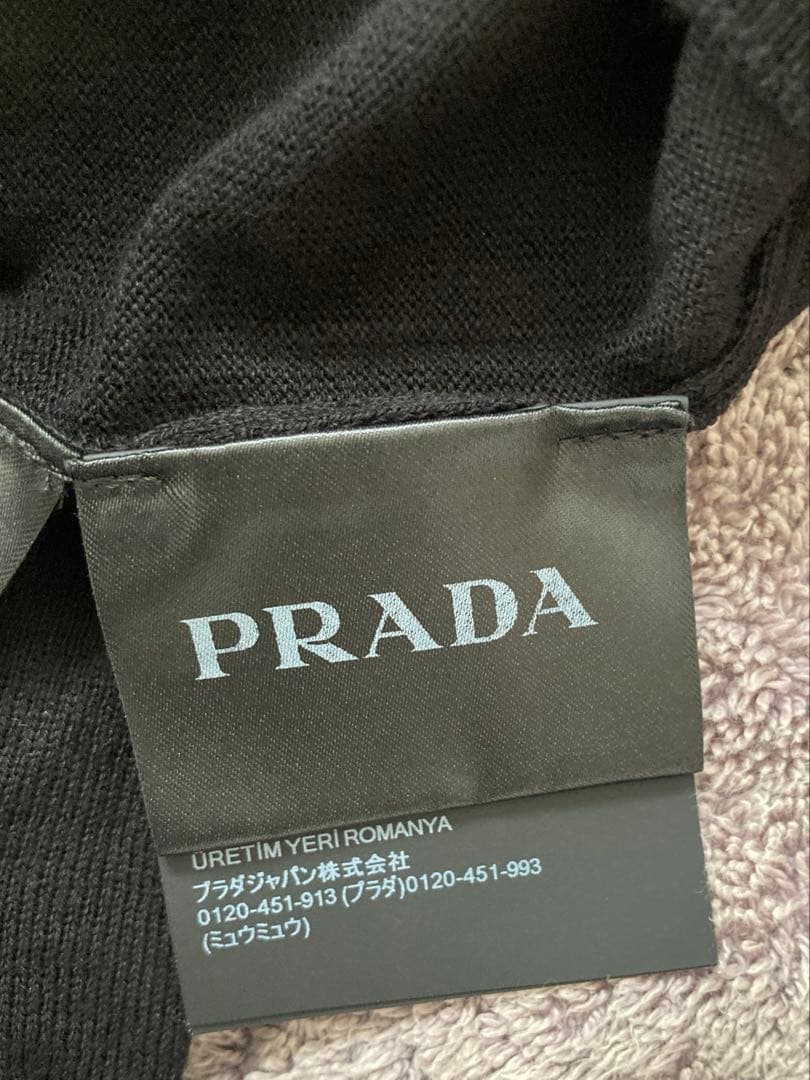 PRADA
ÜRETİM YERİ ROMANYA
プラダジャパン株式会社
0120-451-913 (プラダ)0120-451-993
(ミュウミュウ)